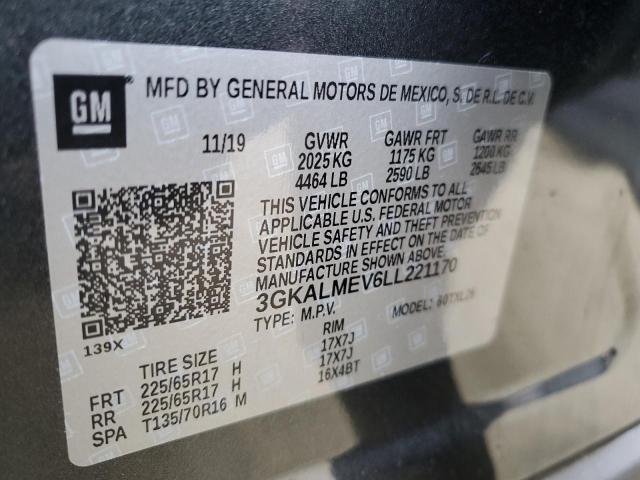 GM
MFD BY GENERAL MOTORS DE MEXICO, S. DE R.L. DE C.V.
11/19 GVWR GAWR FRT GAWR RR
2025 KG 1175 KG 1200 KG
4464 LB 2590 LB 2645 LB
THIS VEHICLE CONFORMS TO ALL
APPLICABLE U.S. FEDERAL MOTOR
VEHICLE SAFETY AND THEFT PREVENTION
STANDARDS IN EFFECT ON THE DATE OF
MANUFACTURE SHOWN ABOVE.
3GKALMEV6LL221170
TYPE: M.P.V. MODEL:
139X
TIRE SIZE RIM
FRT 225/65R17 H 17X7J
RR 225/65R17 H 17X7J
SPA T135/70R16 M 16X4BT